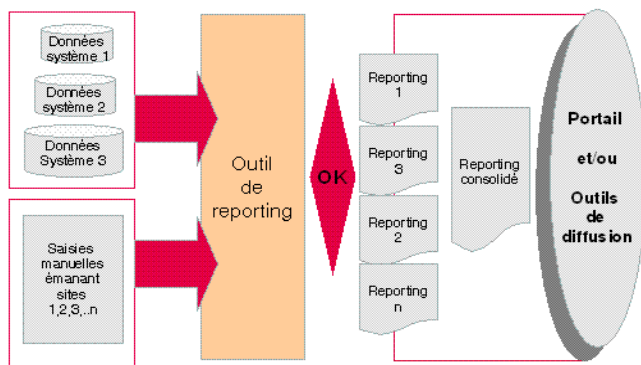 Données
système 1
Données
système 2
Données
Système 3
Saisies
manuelles
émanant
sites
1,2,3,..n
Outil
de
reporting
OK
Reporting
1
Reporting
3
Reporting
2
Reporting
n
Reporting
consolidé
Portail
et/ou
Outils
de
diffusion